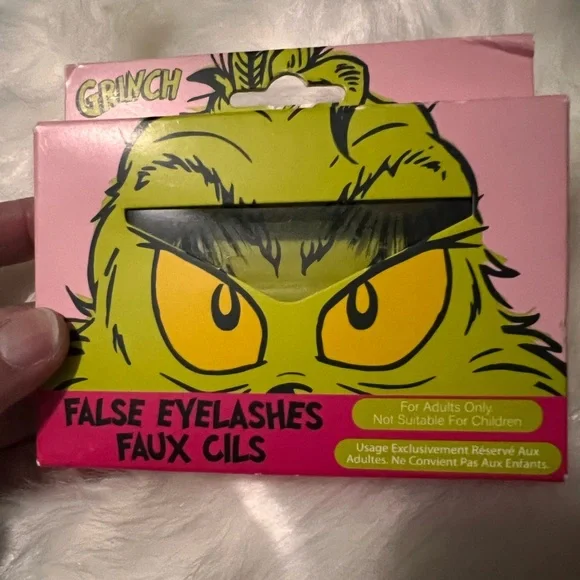 GRINCH
FALSE EYELASHES
FAUX CILS
For Adults Only
Not Suitable For Children
Usage Exclusivement Réservé Aux
Adultes. Ne Convient Pas Aux Enfants.